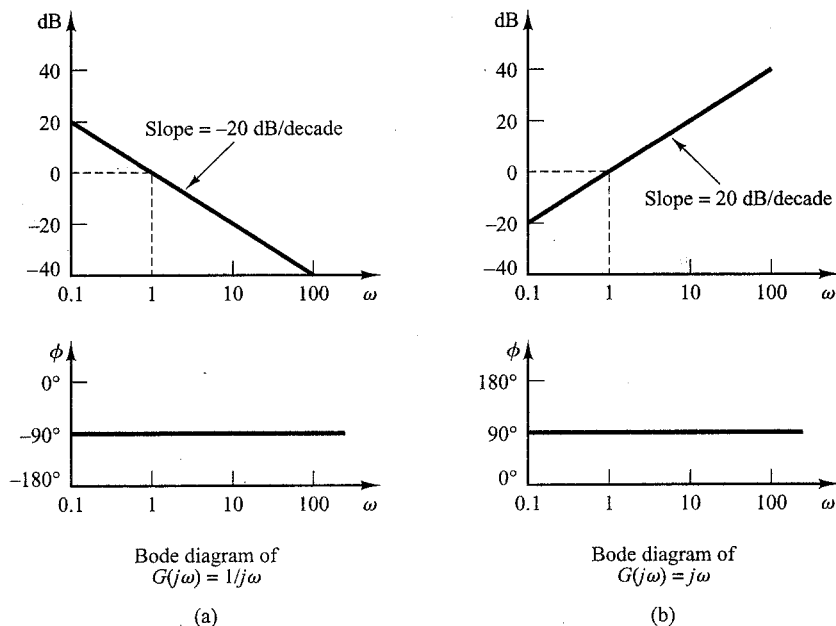 dB
40
20
0
−20
−40
Slope = −20 dB/decade
0.1 1 10 100 ω
ϕ
0°
−90°
−180°
0.1 1 10 100 ω
Bode diagram of
G(jω) = 1/jω
(a)
dB
40
20
0
−20
−40
Slope = 20 dB/decade
0.1 1 10 100 ω
ϕ
180°
90°
0°
0.1 1 10 100 ω
Bode diagram of
G(jω) = jω
(b)